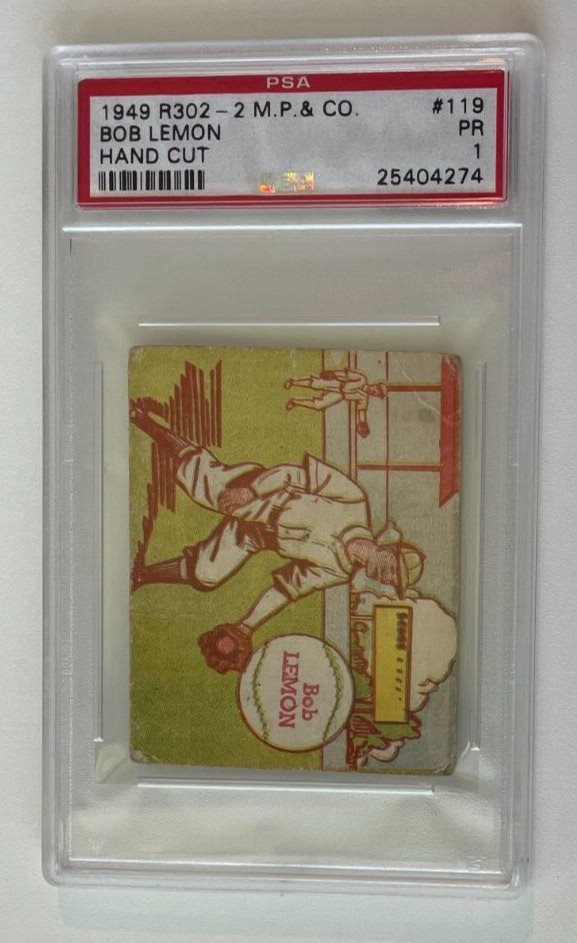 PSA
1949 R302-2 M.P.& CO. #119
BOB LEMON PR
HAND CUT 1
25404274
Bob
LEMON